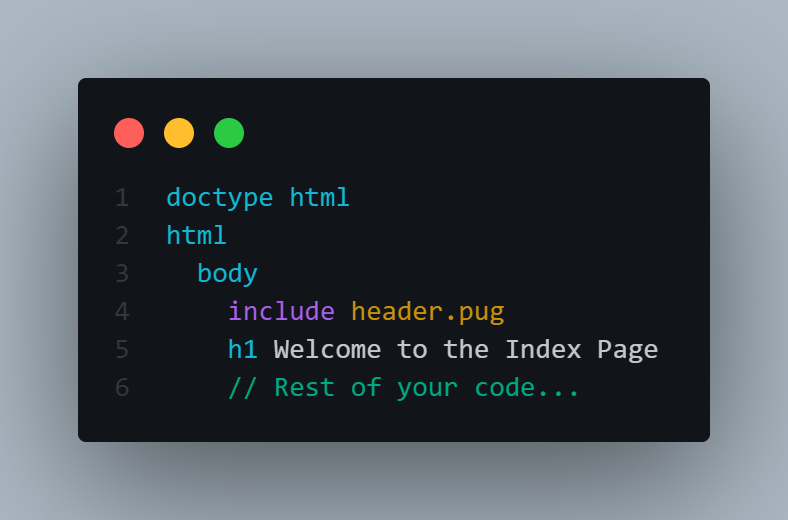 1 doctype html
2 html
3   body
4     include header.pug
5     h1 Welcome to the Index Page
6     // Rest of your code...